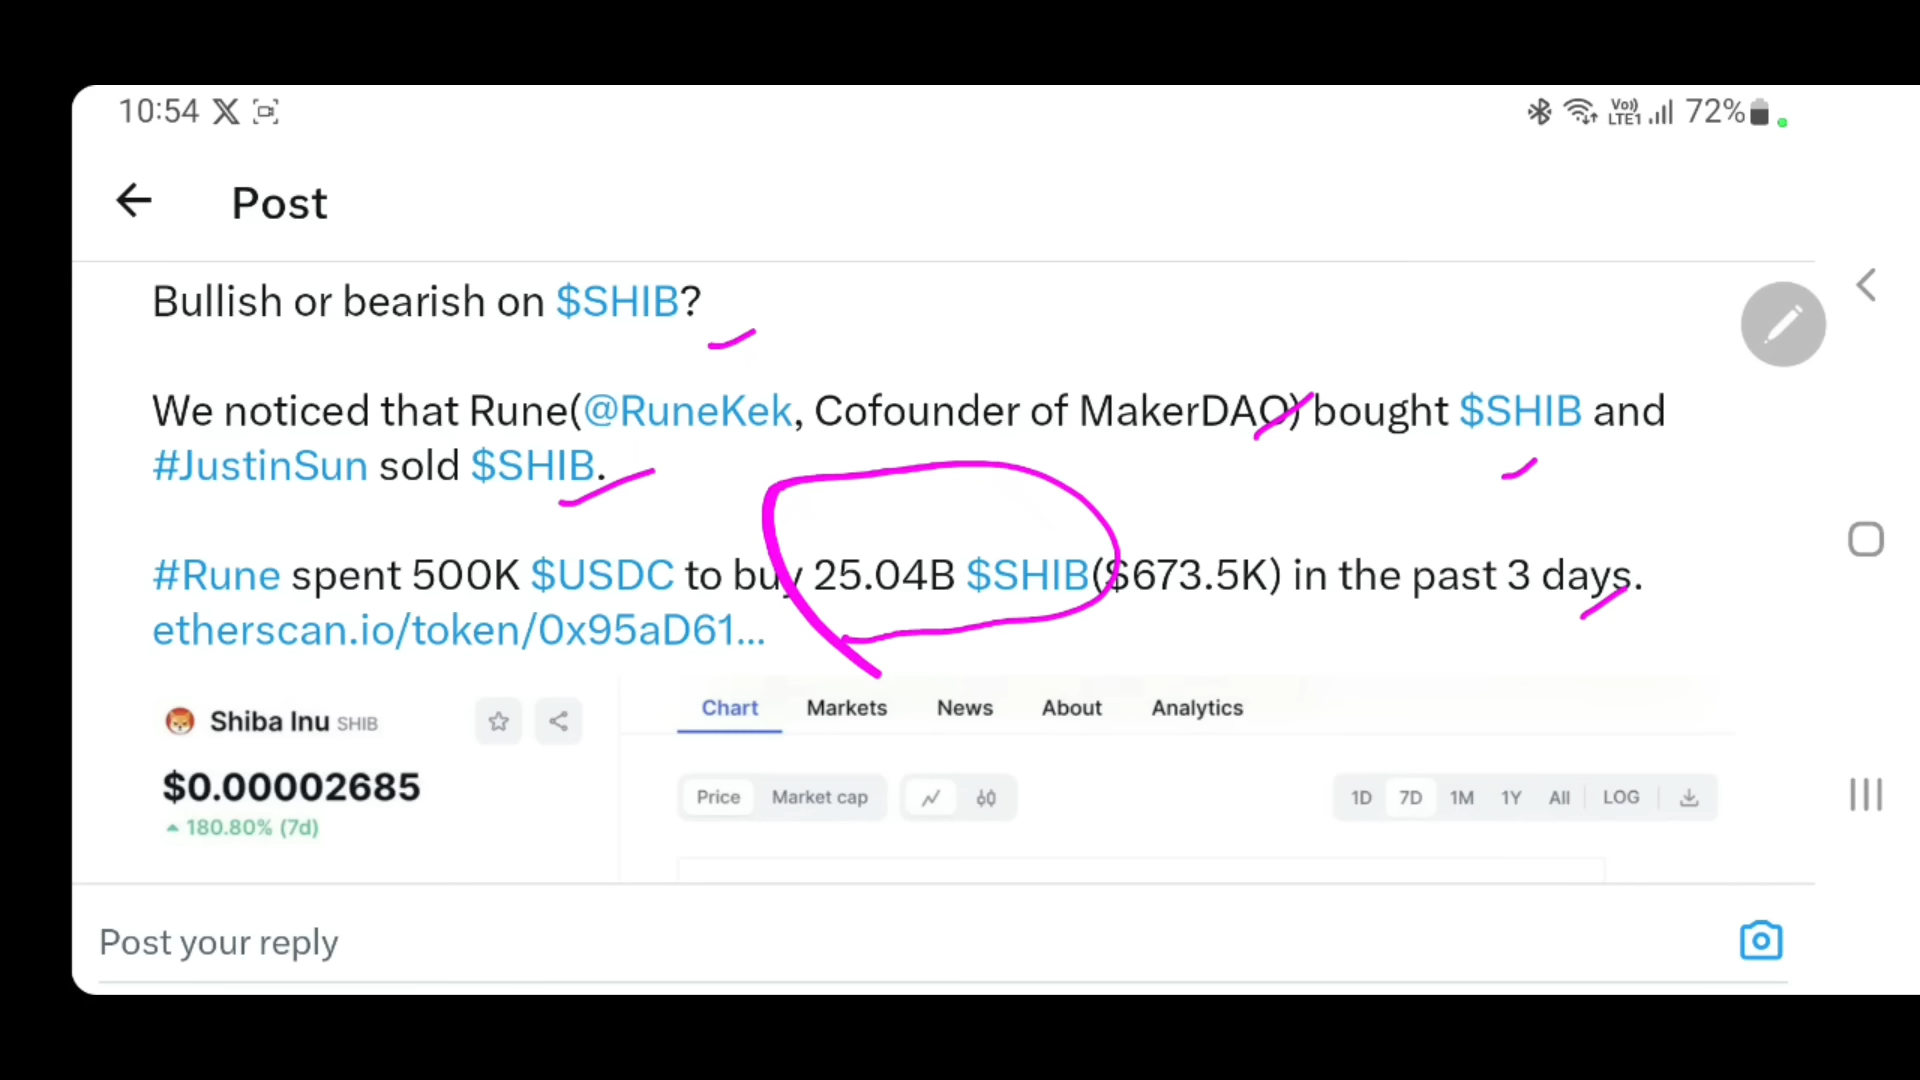 10:54
Vo)) LTE1 72%
Post
Bullish or bearish on $SHIB?
We noticed that Rune(@RuneKek, Cofounder of MakerDAO) bought $SHIB and
#JustinSun sold $SHIB.
#Rune spent 500K $USDC to buy 25.04B $SHIB($673.5K) in the past 3 days.
etherscan.io/token/0x95aD61...
Shiba Inu SHIB
$0.00002685
180.80% (7d)
Chart Markets News About Analytics
Price Market cap 1D 7D 1M 1Y All LOG
Post your reply